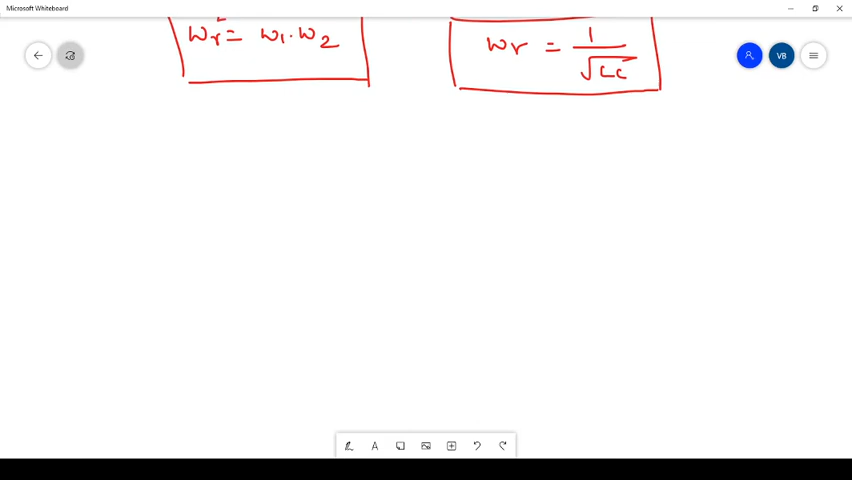 Microsoft Whiteboard
VB
ωr² = ω1·ω2
ωr = 1/√LC